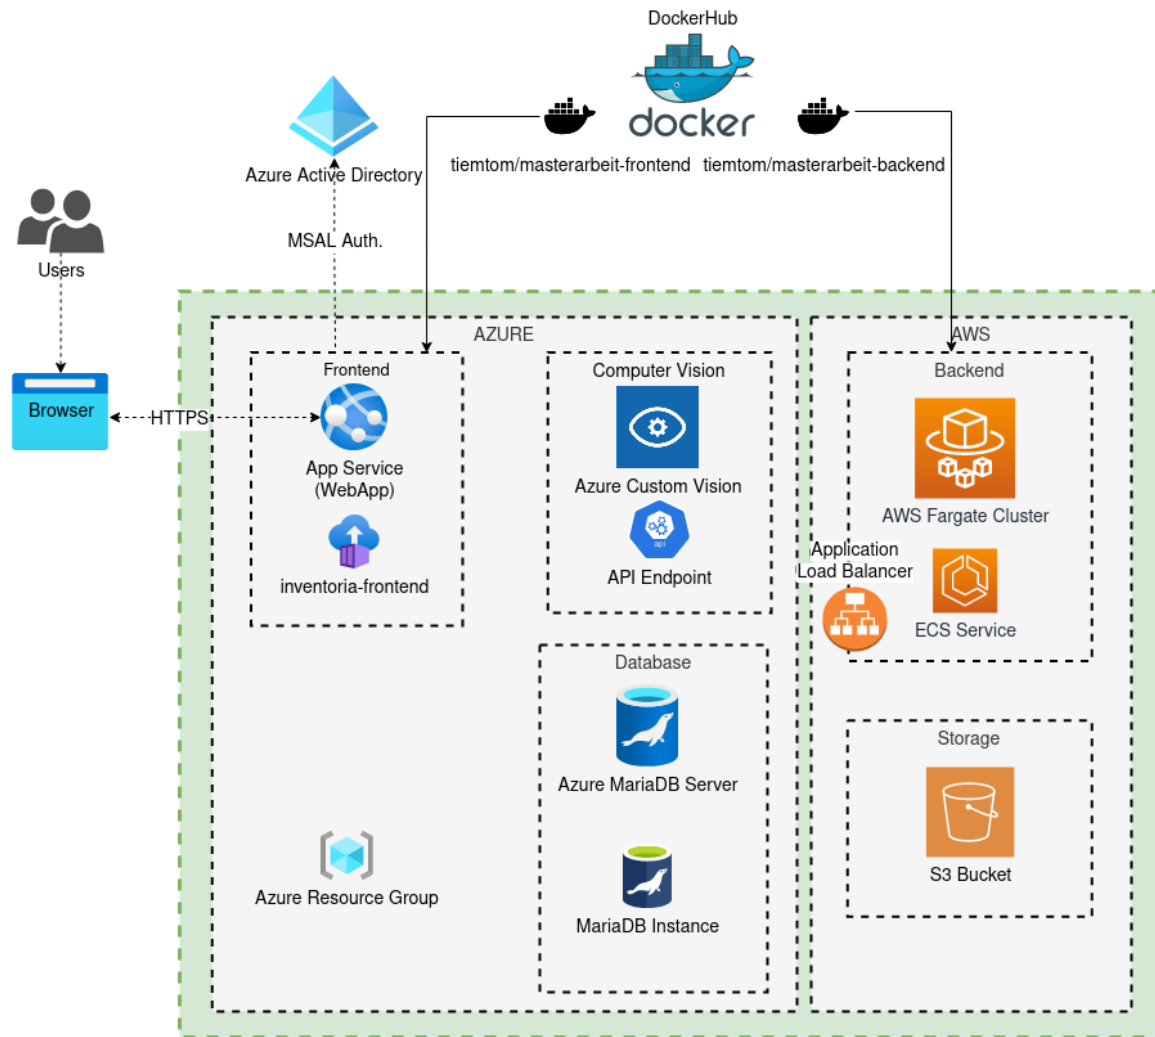 DockerHub
docker
tiemtom/masterarbeit-frontend
tiemtom/masterarbeit-backend
Azure Active Directory
MSAL Auth.
Users
Browser
HTTPS
AZURE
Frontend
App Service
(WebApp)
inventoria-frontend
Computer Vision
Azure Custom Vision
api
API Endpoint
Database
Azure MariaDB Server
MariaDB Instance
Azure Resource Group
AWS
Backend
AWS Fargate Cluster
Application
Load Balancer
ECS Service
Storage
S3 Bucket